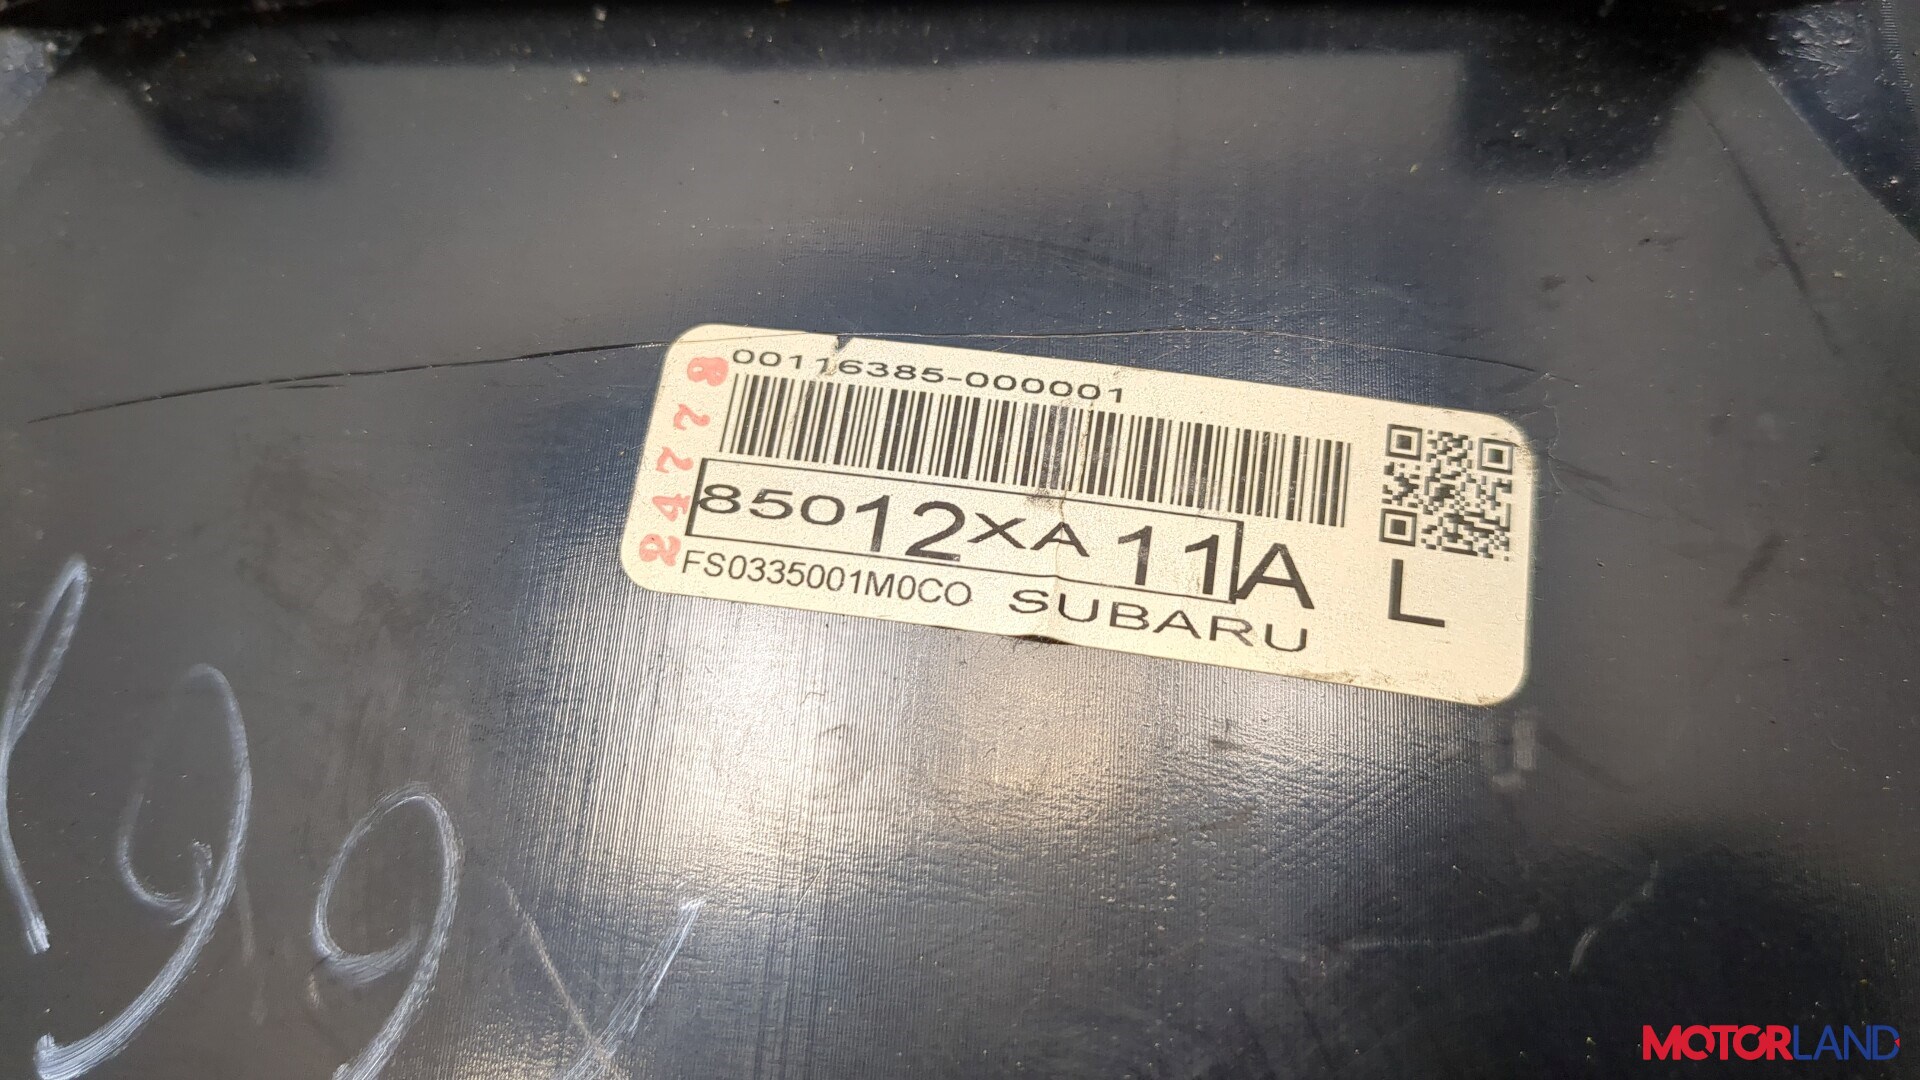 00116385-000001
24778
85012XA11A L
FS0335001M0CO SUBARU
MOTORLAND